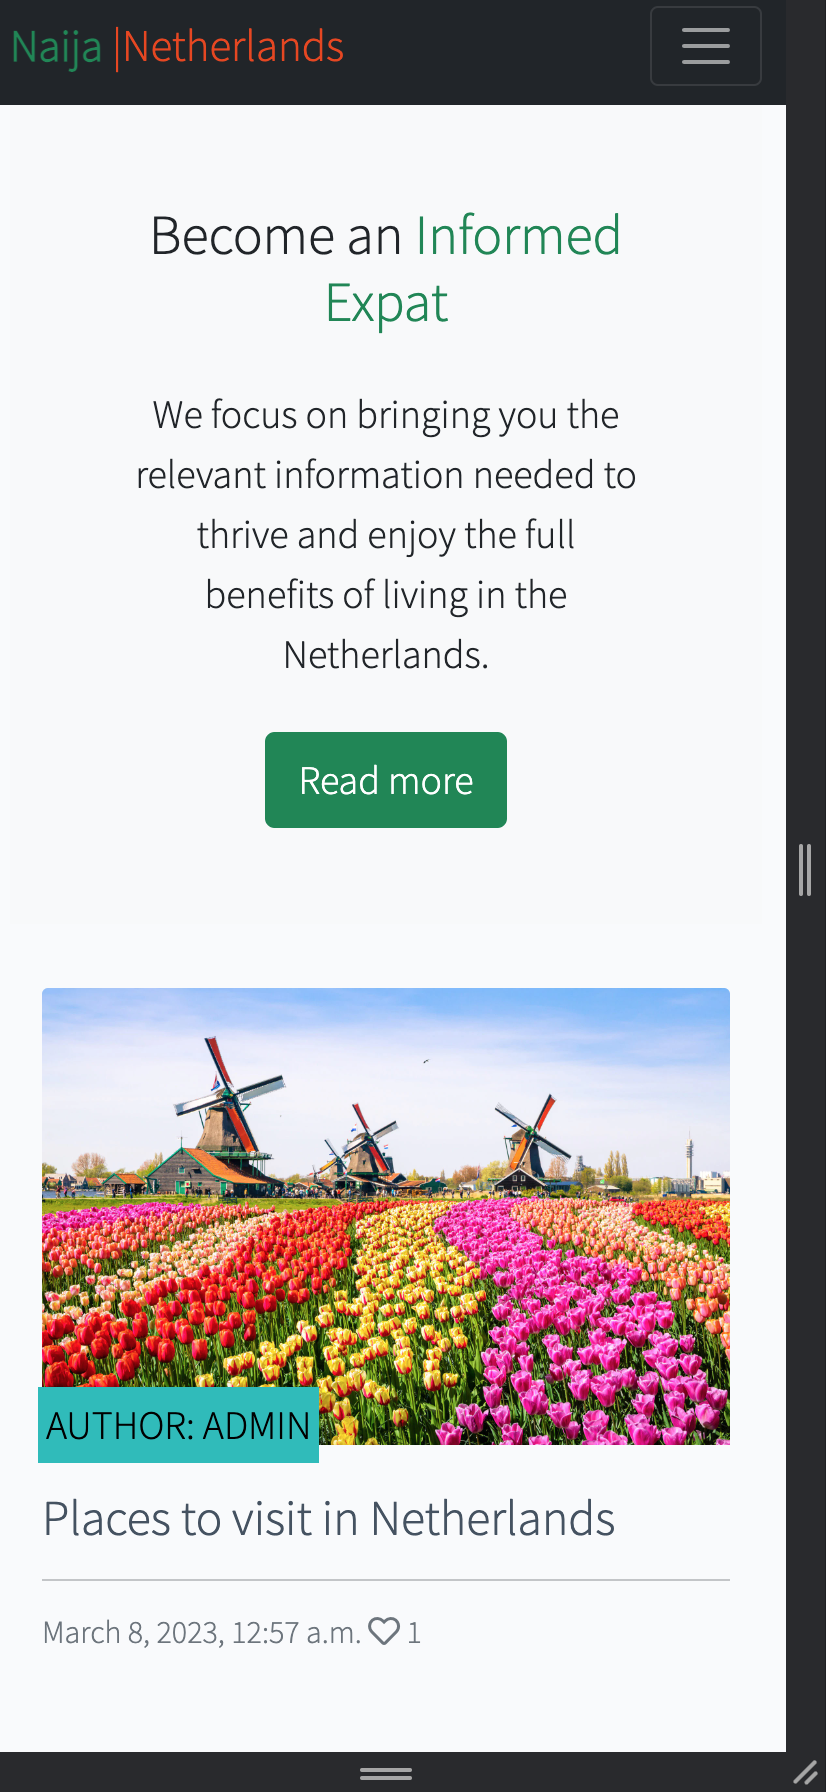 Naija |Netherlands
Become an Informed
Expat
We focus on bringing you the
relevant information needed to
thrive and enjoy the full
benefits of living in the
Netherlands.
Read more
AUTHOR: ADMIN
Places to visit in Netherlands
March 8, 2023, 12:57 a.m. 1